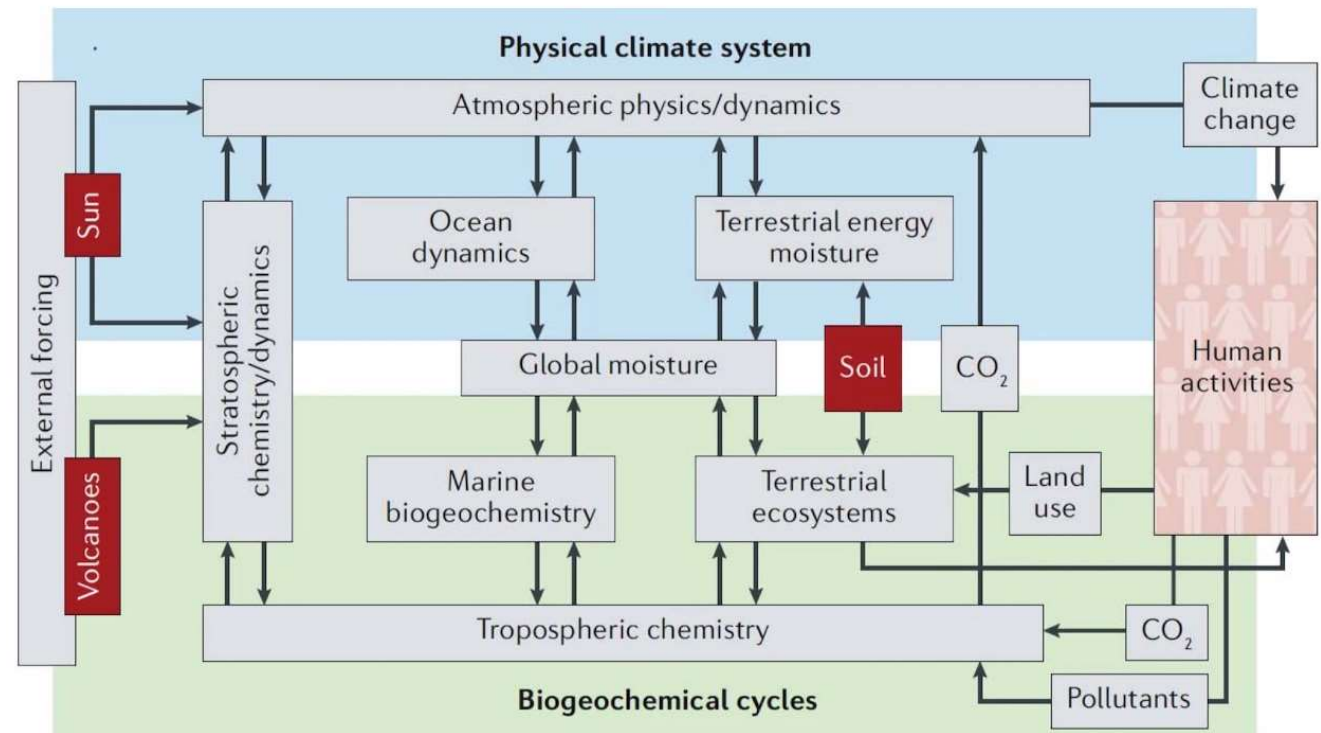 Physical climate system
Atmospheric physics/dynamics
Climate
change
External forcing
Sun
Volcanoes
Stratospheric
chemistry/dynamics
Ocean
dynamics
Terrestrial energy
moisture
Global moisture
Soil
CO₂
Human
activities
Marine
biogeochemistry
Terrestrial
ecosystems
Land
use
Tropospheric chemistry
CO₂
Pollutants
Biogeochemical cycles